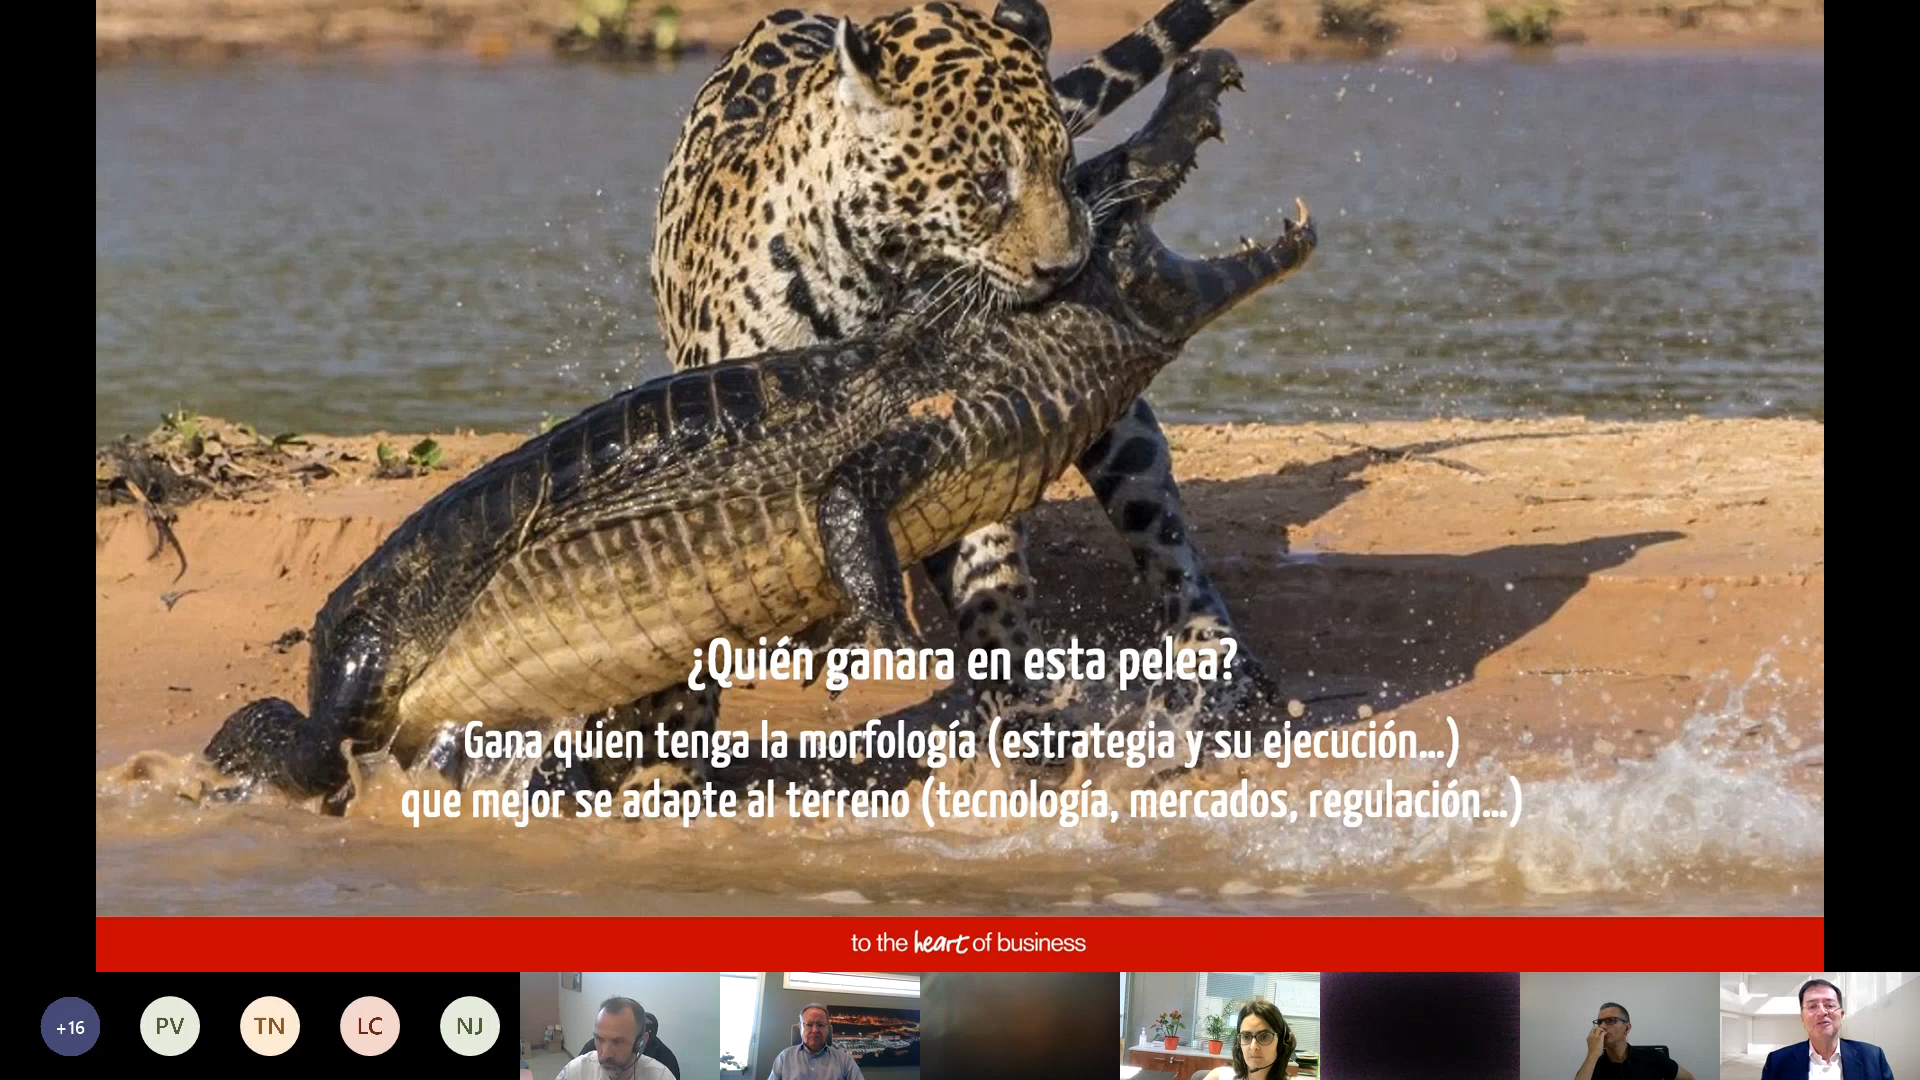 ¿Quién ganara en esta pelea?
Gana quien tenga la morfología (estrategia y su ejecución...)
que mejor se adapte al terreno (tecnología, mercados, regulación...)
to the heart of business
+16
PV
TN
LC
NJ